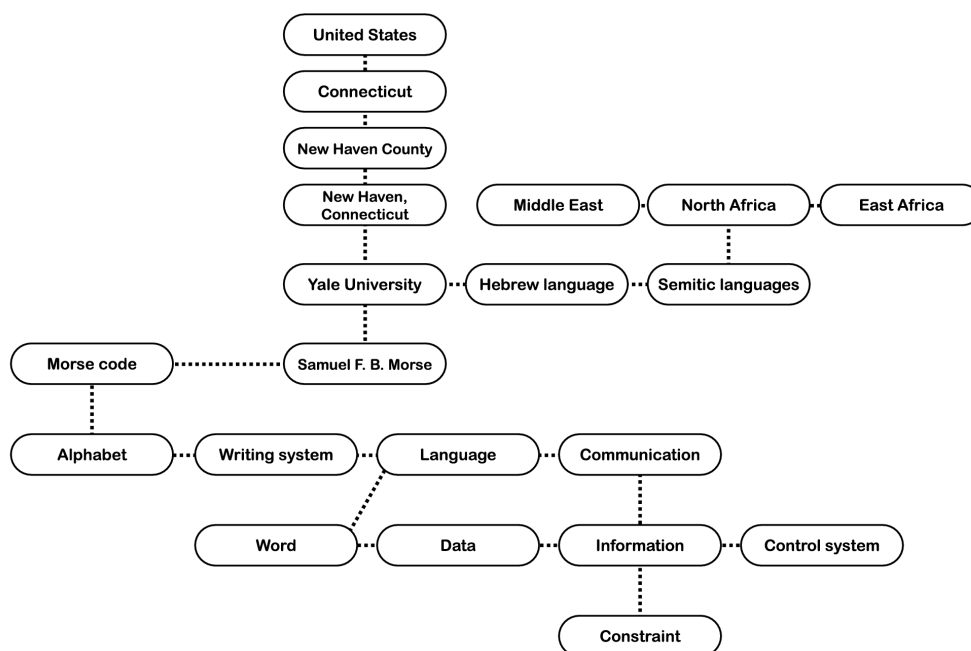 United States
Connecticut
New Haven County
New Haven,
Connecticut
Middle East
North Africa
East Africa
Yale University
Hebrew language
Semitic languages
Morse code
Samuel F. B. Morse
Alphabet
Writing system
Language
Communication
Word
Data
Information
Control system
Constraint